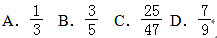 A. 1/3 B. 3/5 C. 25/47 D. 7/9